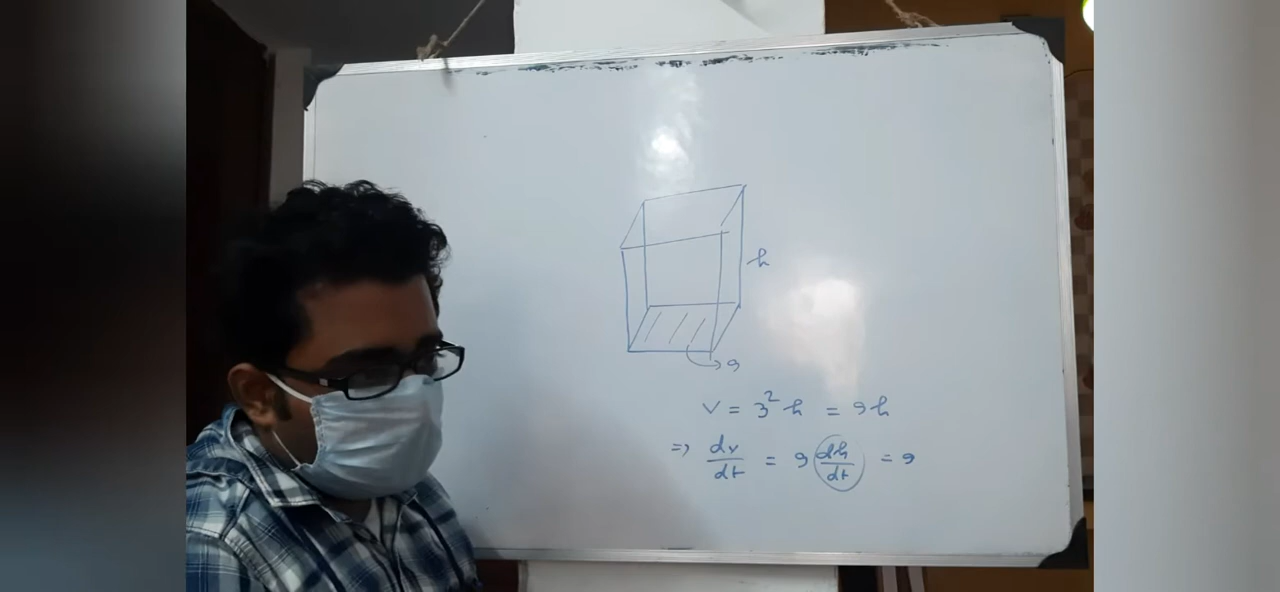 h
9
V = 3² h = 9h
=> dv/dt = 9 dh/dt = 9